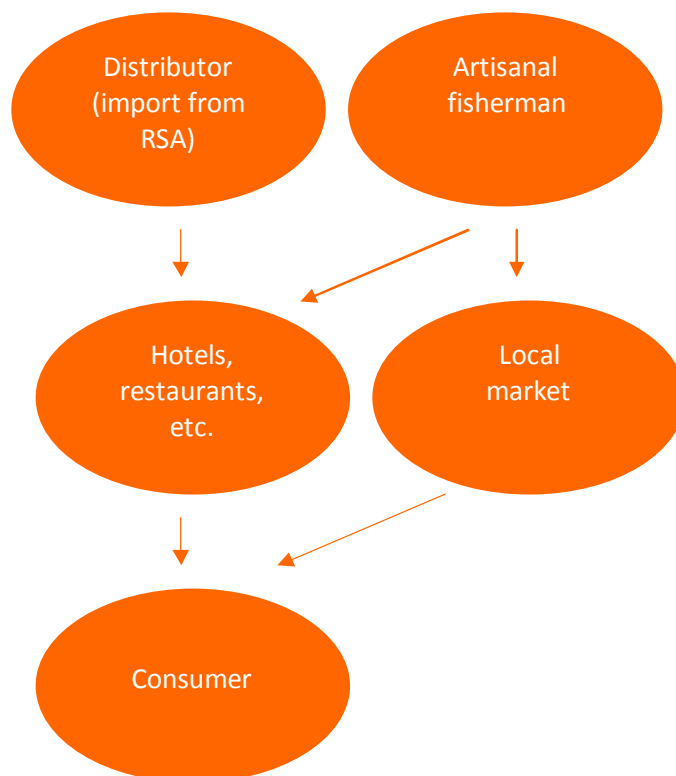 Distributor
(import from
RSA)
Artisanal
fisherman
Hotels,
restaurants,
etc.
Local
market
Consumer